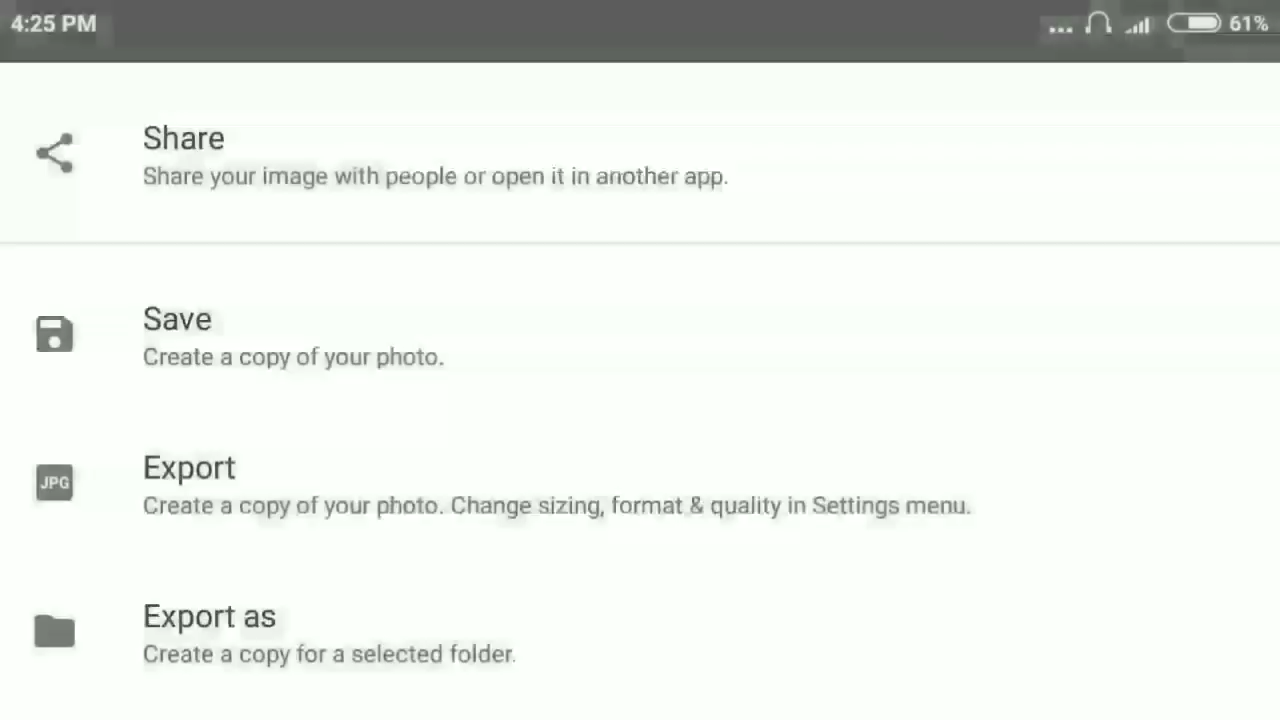 4:25 PM
... 61%
Share
Share your image with people or open it in another app.
Save
Create a copy of your photo.
JPG
Export
Create a copy of your photo. Change sizing, format & quality in Settings menu.
Export as
Create a copy for a selected folder.